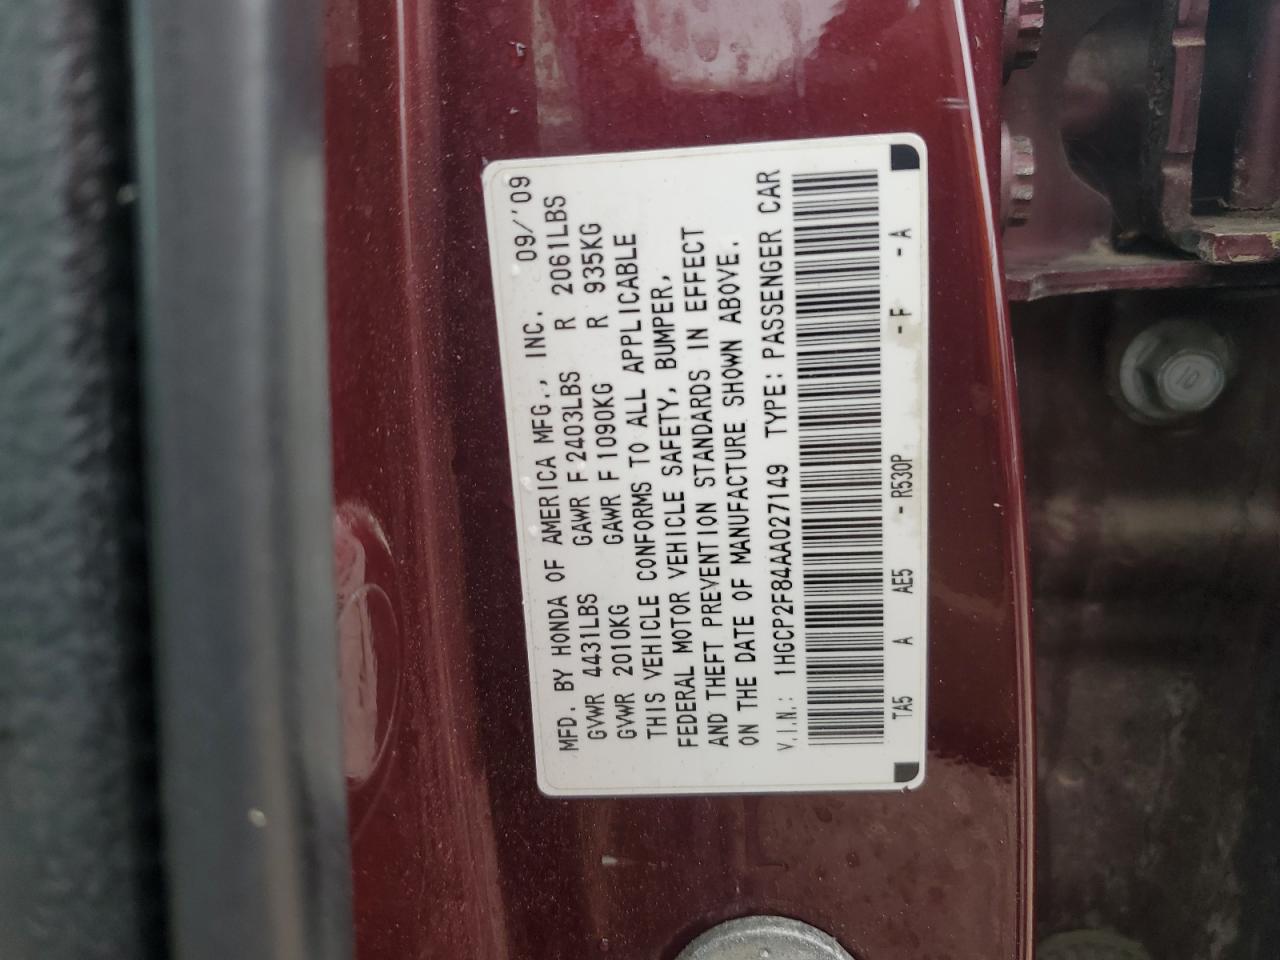 MFD. BY HONDA OF AMERICA MFG., INC. 09/'09
GVWR 4431LBS GAWR F 2403LBS R 2061LBS
GVWR 2010KG GAWR F 1090KG R 935KG
THIS VEHICLE CONFORMS TO ALL APPLICABLE
FEDERAL MOTOR VEHICLE SAFETY, BUMPER,
AND THEFT PREVENTION STANDARDS IN EFFECT
ON THE DATE OF MANUFACTURE SHOWN ABOVE.
V.I.N.: 1HGCP2F84AA027149 TYPE: PASSENGER CAR
TA5 A AE5 - R530P - F - A
10